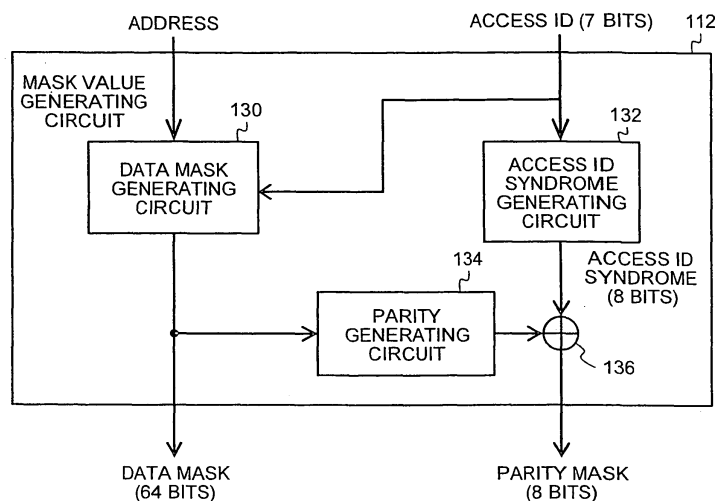 ADDRESS
ACCESS ID (7 BITS)
112
MASK VALUE
GENERATING
CIRCUIT
130
132
DATA MASK
GENERATING
CIRCUIT
ACCESS ID
SYNDROME
GENERATING
CIRCUIT
134
ACCESS ID
SYNDROME
(8 BITS)
PARITY
GENERATING
CIRCUIT
136
DATA MASK
(64 BITS)
PARITY MASK
(8 BITS)